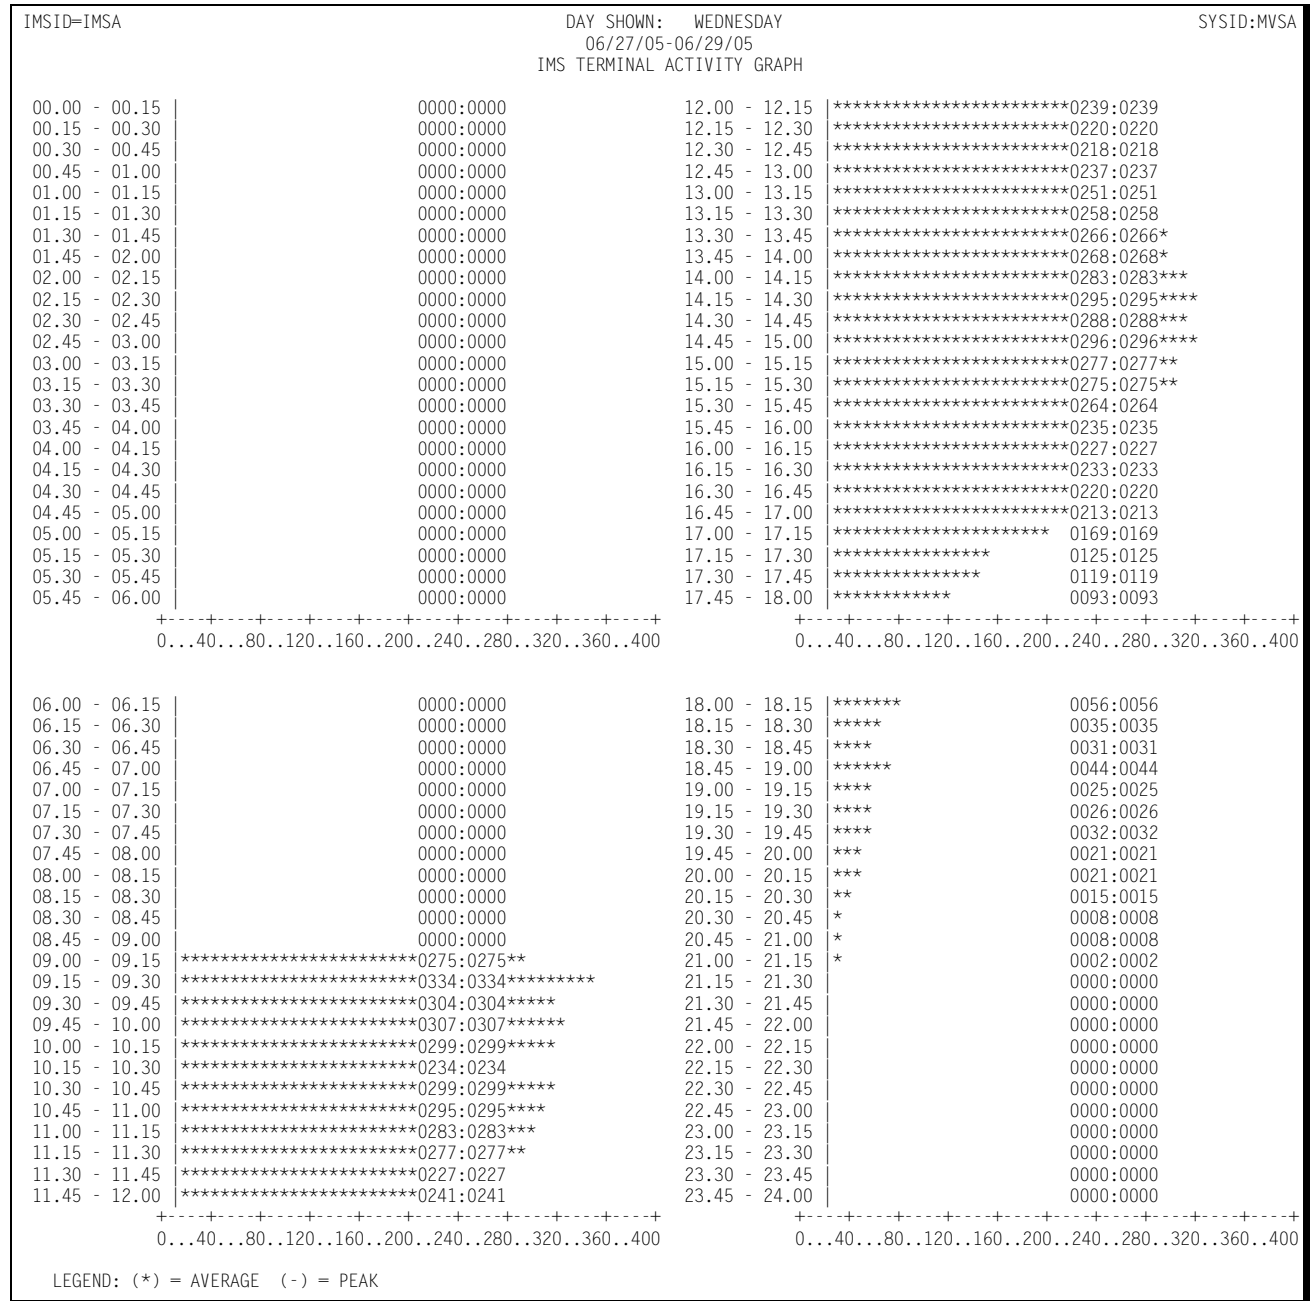 IMSID=IMSA DAY SHOWN: WEDNESDAY SYSID:MVSA
06/27/05-06/29/05
IMS TERMINAL ACTIVITY GRAPH
00.00 - 00.15 | 0000:0000 12.00 - 12.15 |************************0239:0239
00.15 - 00.30 | 0000:0000 12.15 - 12.30 |************************0220:0220
00.30 - 00.45 | 0000:0000 12.30 - 12.45 |************************0218:0218
00.45 - 01.00 | 0000:0000 12.45 - 13.00 |************************0237:0237
01.00 - 01.15 | 0000:0000 13.00 - 13.15 |************************0251:0251
01.15 - 01.30 | 0000:0000 13.15 - 13.30 |************************0258:0258
01.30 - 01.45 | 0000:0000 13.30 - 13.45 |************************0266:0266*
01.45 - 02.00 | 0000:0000 13.45 - 14.00 |************************0268:0268*
02.00 - 02.15 | 0000:0000 14.00 - 14.15 |************************0283:0283***
02.15 - 02.30 | 0000:0000 14.15 - 14.30 |************************0295:0295****
02.30 - 02.45 | 0000:0000 14.30 - 14.45 |************************0288:0288***
02.45 - 03.00 | 0000:0000 14.45 - 15.00 |************************0296:0296****
03.00 - 03.15 | 0000:0000 15.00 - 15.15 |************************0277:0277**
03.15 - 03.30 | 0000:0000 15.15 - 15.30 |************************0275:0275**
03.30 - 03.45 | 0000:0000 15.30 - 15.45 |************************0264:0264
03.45 - 04.00 | 0000:0000 15.45 - 16.00 |************************0235:0235
04.00 - 04.15 | 0000:0000 16.00 - 16.15 |************************0227:0227
04.15 - 04.30 | 0000:0000 16.15 - 16.30 |************************0233:0233
04.30 - 04.45 | 0000:0000 16.30 - 16.45 |************************0220:0220
04.45 - 05.00 | 0000:0000 16.45 - 17.00 |************************0213:0213
05.00 - 05.15 | 0000:0000 17.00 - 17.15 |********************** 0169:0169
05.15 - 05.30 | 0000:0000 17.15 - 17.30 |**************** 0125:0125
05.30 - 05.45 | 0000:0000 17.30 - 17.45 |*************** 0119:0119
05.45 - 06.00 | 0000:0000 17.45 - 18.00 |************ 0093:0093
+----+----+----+----+----+----+----+----+----+----+ +----+----+----+----+----+----+----+----+----+----+
0...40...80..120..160..200..240..280..320..360..400 0...40...80..120..160..200..240..280..320..360..400
06.00 - 06.15 | 0000:0000 18.00 - 18.15 |******* 0056:0056
06.15 - 06.30 | 0000:0000 18.15 - 18.30 |***** 0035:0035
06.30 - 06.45 | 0000:0000 18.30 - 18.45 |**** 0031:0031
06.45 - 07.00 | 0000:0000 18.45 - 19.00 |****** 0044:0044
07.00 - 07.15 | 0000:0000 19.00 - 19.15 |**** 0025:0025
07.15 - 07.30 | 0000:0000 19.15 - 19.30 |**** 0026:0026
07.30 - 07.45 | 0000:0000 19.30 - 19.45 |**** 0032:0032
07.45 - 08.00 | 0000:0000 19.45 - 20.00 |*** 0021:0021
08.00 - 08.15 | 0000:0000 20.00 - 20.15 |*** 0021:0021
08.15 - 08.30 | 0000:0000 20.15 - 20.30 |** 0015:0015
08.30 - 08.45 | 0000:0000 20.30 - 20.45 |* 0008:0008
08.45 - 09.00 | 0000:0000 20.45 - 21.00 |* 0008:0008
09.00 - 09.15 |************************0275:0275** 21.00 - 21.15 |* 0002:0002
09.15 - 09.30 |************************0334:0334********* 21.15 - 21.30 | 0000:0000
09.30 - 09.45 |************************0304:0304***** 21.30 - 21.45 | 0000:0000
09.45 - 10.00 |************************0307:0307****** 21.45 - 22.00 | 0000:0000
10.00 - 10.15 |************************0299:0299***** 22.00 - 22.15 | 0000:0000
10.15 - 10.30 |************************0234:0234 22.15 - 22.30 | 0000:0000
10.30 - 10.45 |************************0299:0299***** 22.30 - 22.45 | 0000:0000
10.45 - 11.00 |************************0295:0295**** 22.45 - 23.00 | 0000:0000
11.00 - 11.15 |************************0283:0283*** 23.00 - 23.15 | 0000:0000
11.15 - 11.30 |************************0277:0277** 23.15 - 23.30 | 0000:0000
11.30 - 11.45 |************************0227:0227 23.30 - 23.45 | 0000:0000
11.45 - 12.00 |************************0241:0241 23.45 - 24.00 | 0000:0000
+----+----+----+----+----+----+----+----+----+----+ +----+----+----+----+----+----+----+----+----+----+
0...40...80..120..160..200..240..280..320..360..400 0...40...80..120..160..200..240..280..320..360..400
LEGEND: (*) = AVERAGE (-) = PEAK